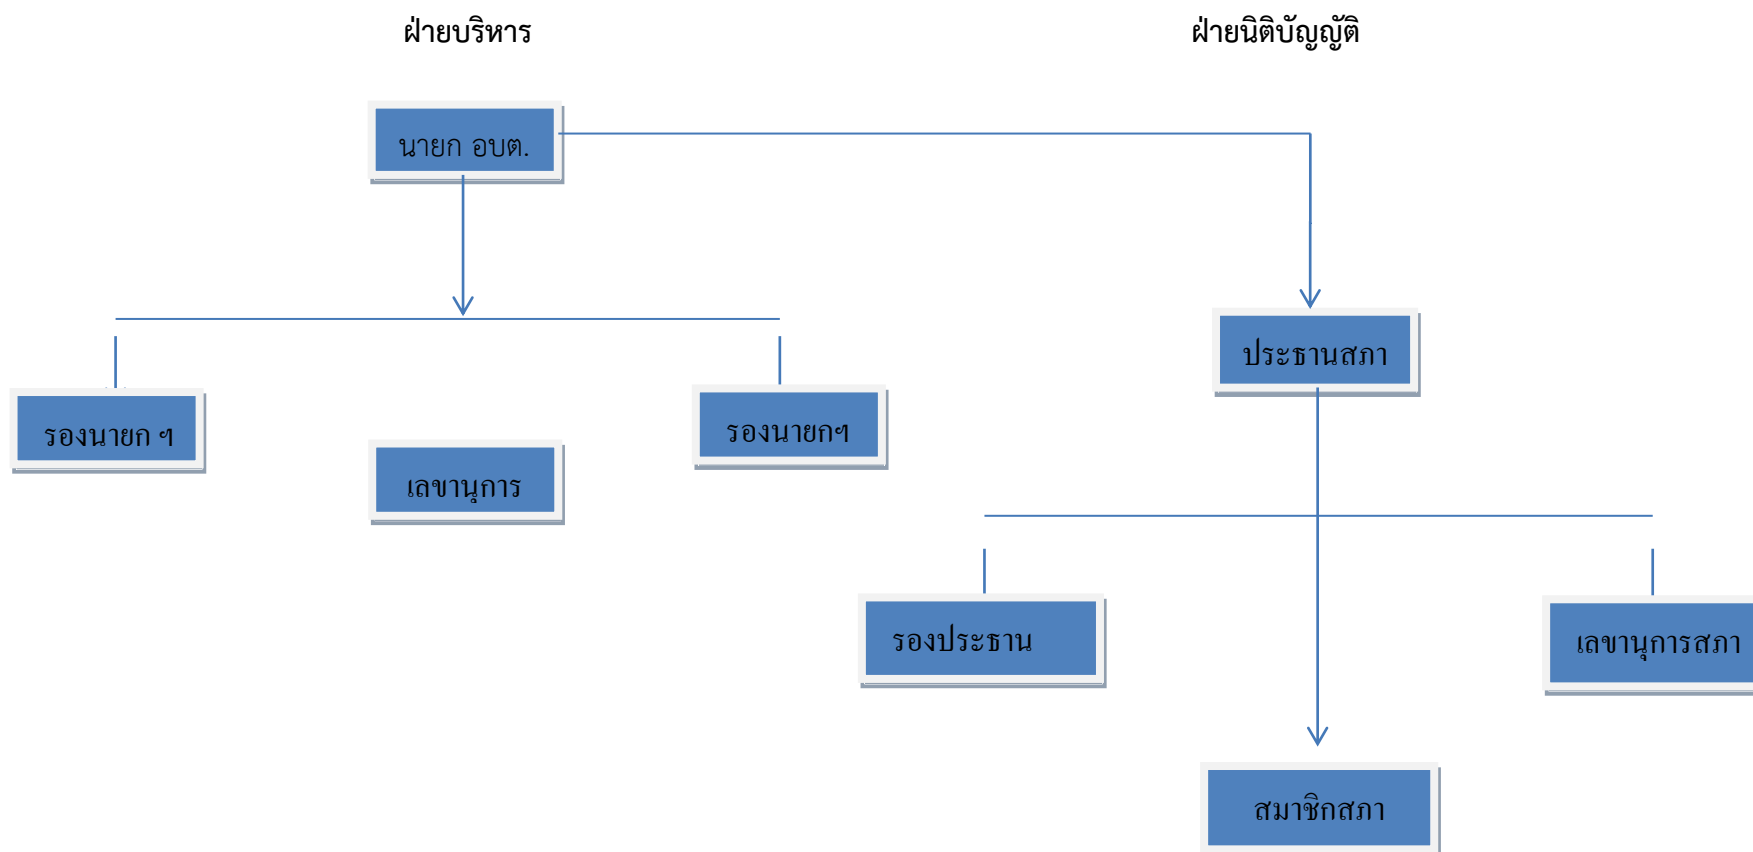 ฝ่ายบริหาร
ฝ่ายนิติบัญญัติ
นายก อบต.
ประธานสภา
รองนายก ฯ
รองนายกฯ
เลขานุการ
รองประธาน
เลขานุการสภา
สมาชิกสภา